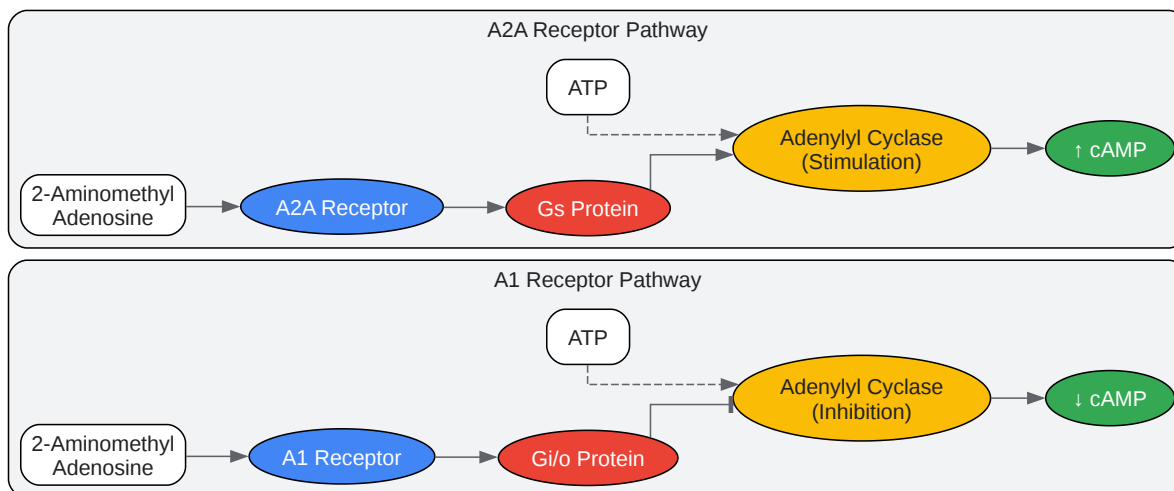 A2A Receptor Pathway
ATP
Adenylyl Cyclase
(Stimulation)
↑ cAMP
2-Aminomethyl
Adenosine
A2A Receptor
Gs Protein
A1 Receptor Pathway
ATP
Adenylyl Cyclase
(Inhibition)
↓ cAMP
2-Aminomethyl
Adenosine
A1 Receptor
Gi/o Protein